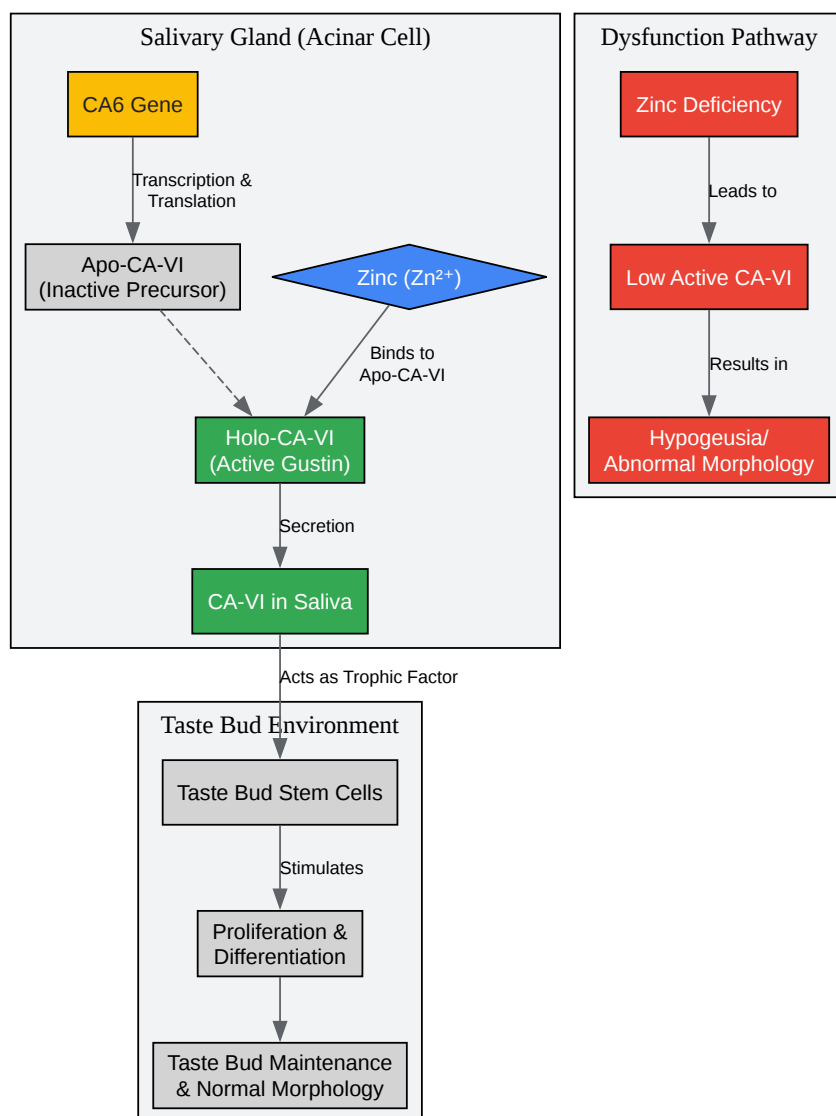 Salivary Gland (Acinar Cell)
CA6 Gene
Transcription &
Translation
Apo-CA-VI
(Inactive Precursor)
Zinc (Zn²⁺)
Binds to
Apo-CA-VI
Holo-CA-VI
(Active Gustin)
Secretion
CA-VI in Saliva
Acts as Trophic Factor
Taste Bud Environment
Taste Bud Stem Cells
Stimulates
Proliferation &
Differentiation
Taste Bud Maintenance
& Normal Morphology
Dysfunction Pathway
Zinc Deficiency
Leads to
Low Active CA-VI
Results in
Hypogeusia/
Abnormal Morphology